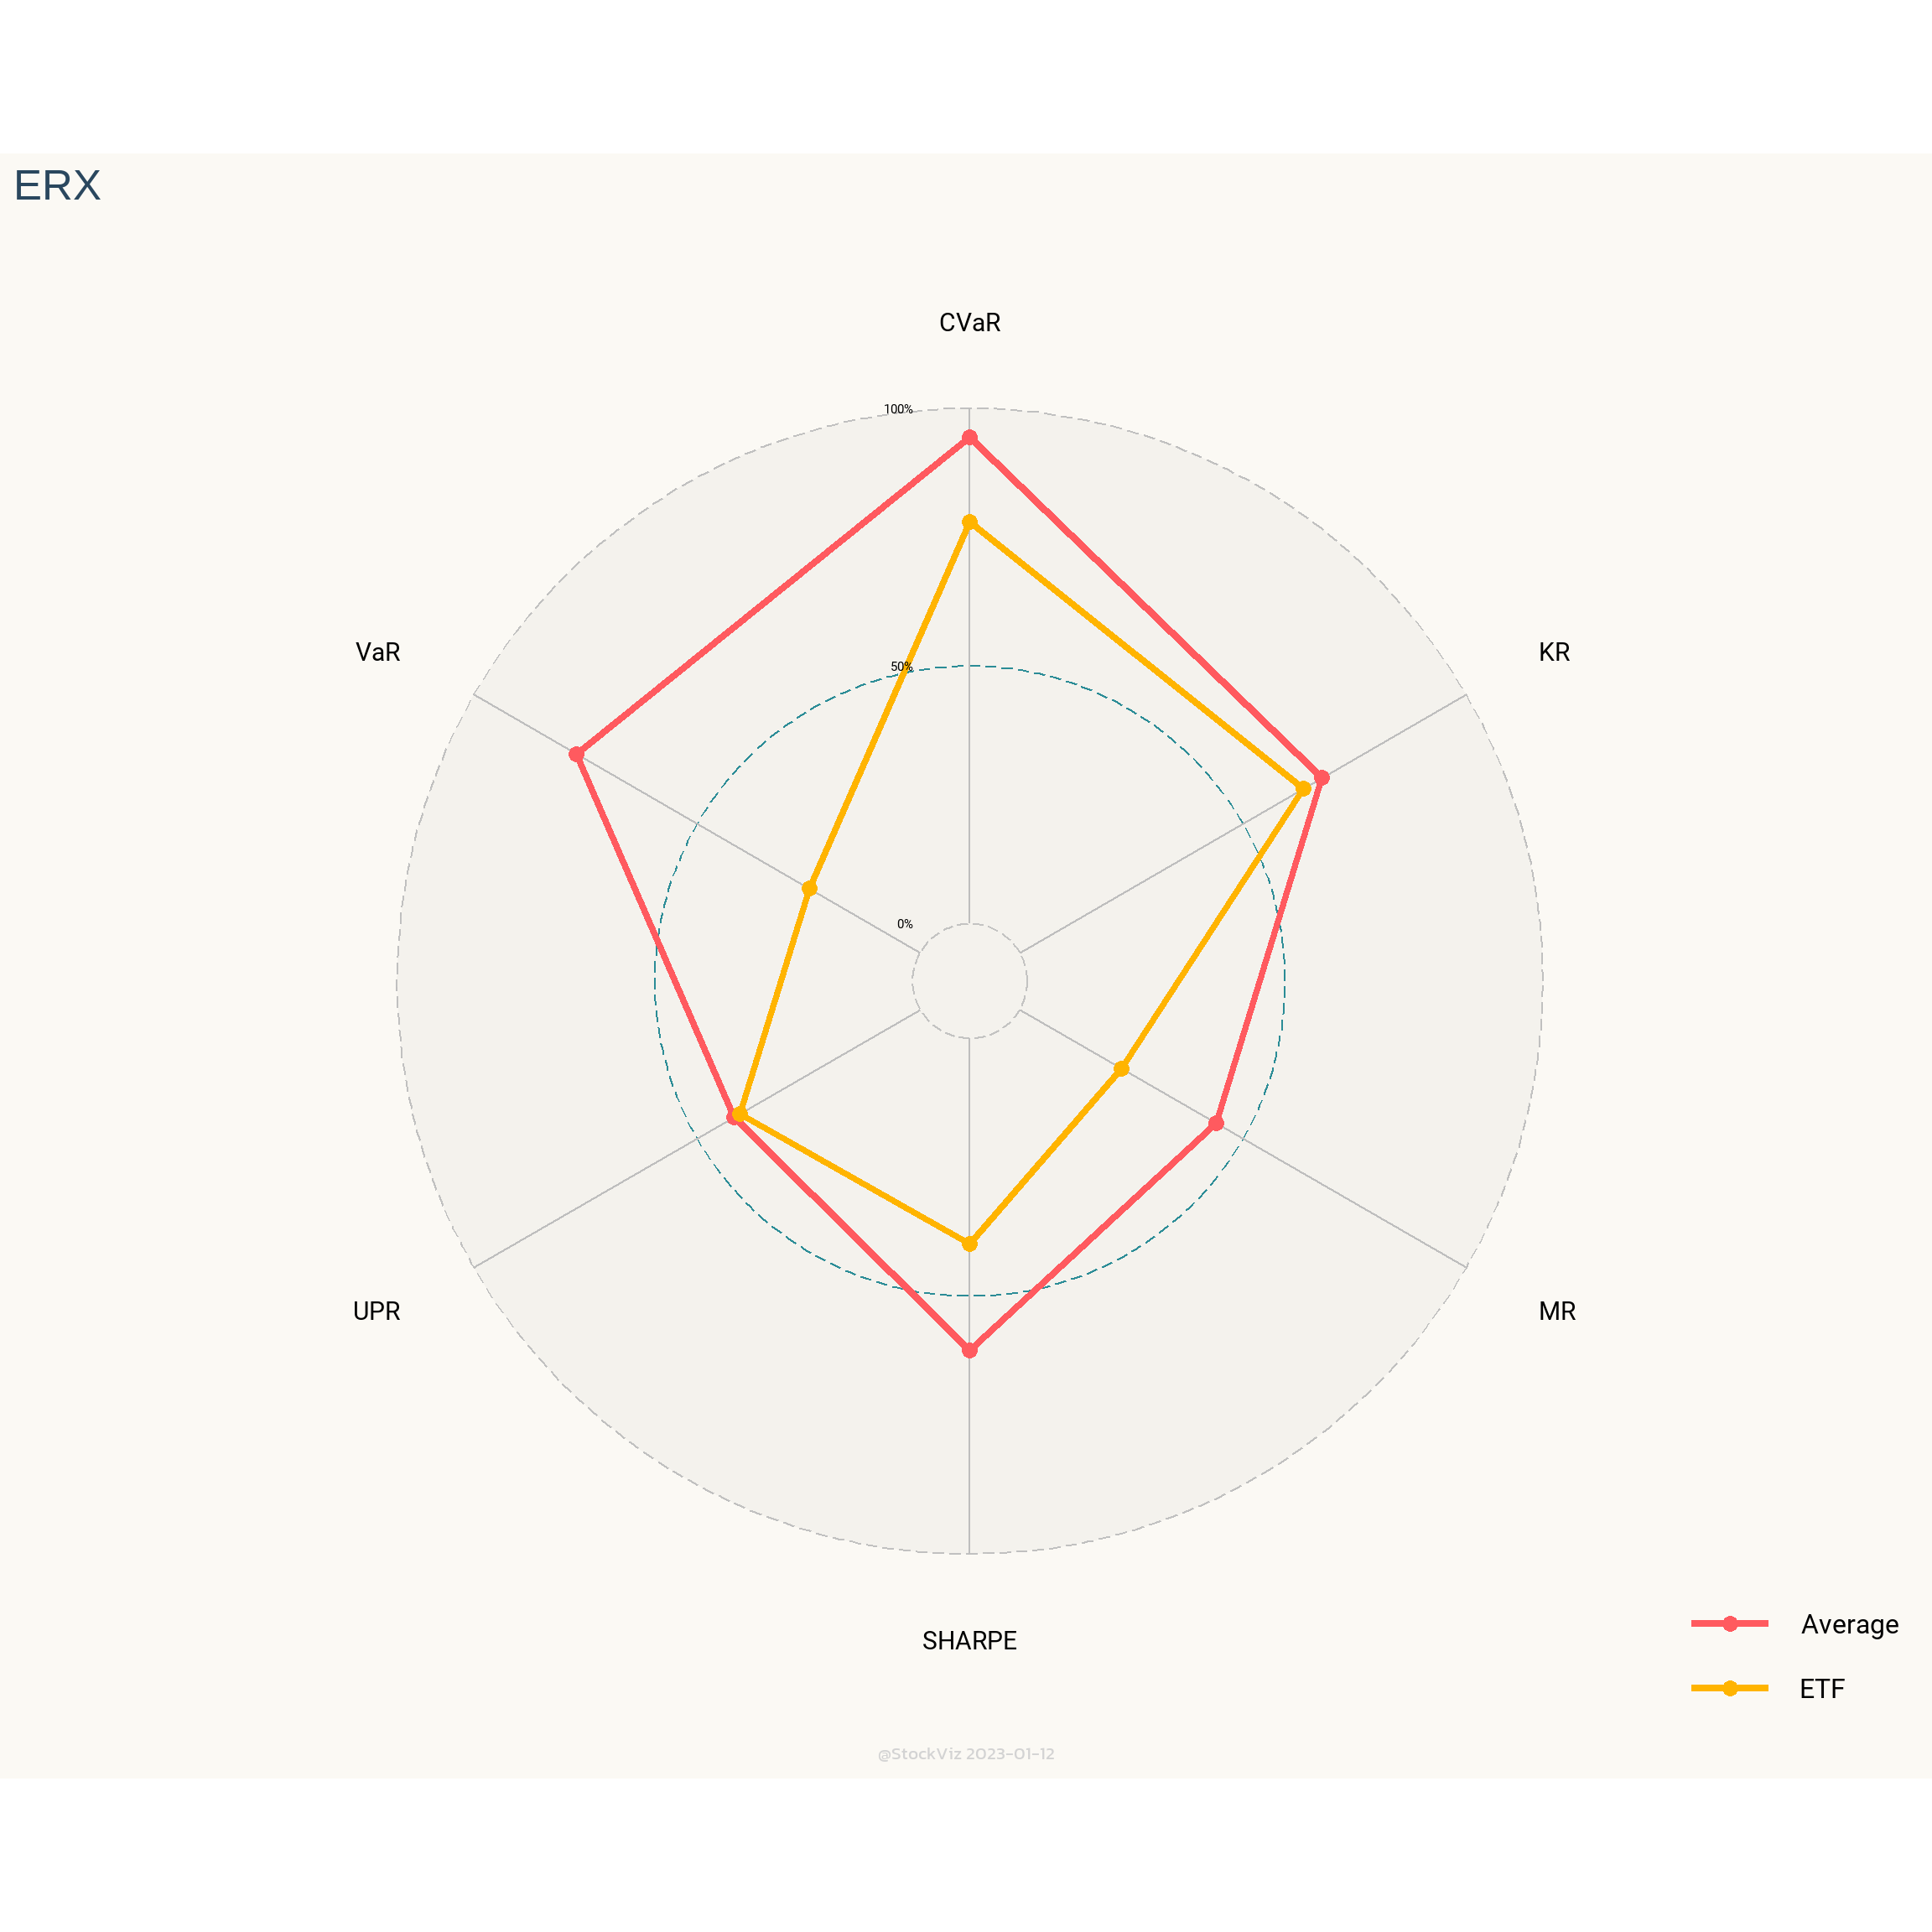 ERX
CVaR
100%
VaR
KR
50%
0%
UPR
MR
SHARPE
Average
ETF
@StockViz 2023-01-12